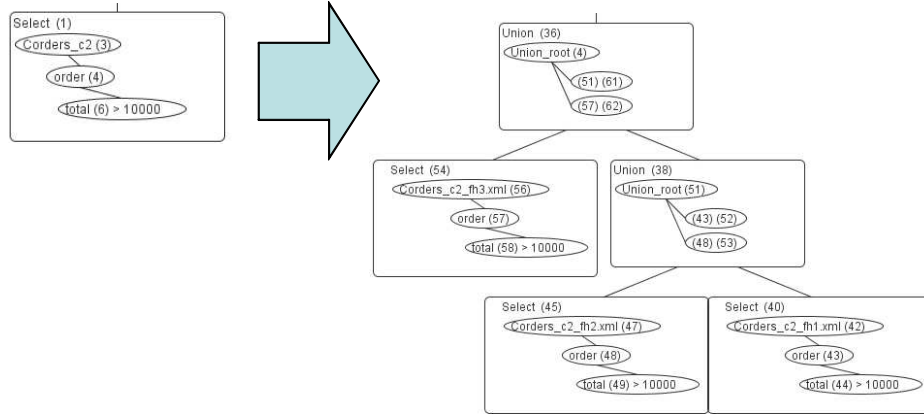 Select (1)
Corders_c2 (3)
order (4)
total (6) > 10000
Union (36)
Union_root (4)
(51) (61)
(57) (62)
Select (54)
Corders_c2_fh3.xml (56)
order (57)
total (58) > 10000
Union (38)
Union_root (51)
(43) (52)
(48) (53)
Select (45)
Corders_c2_fh2.xml (47)
order (48)
total (49) > 10000
Select (40)
Corders_c2_fh1.xml (42)
order (43)
total (44) > 10000